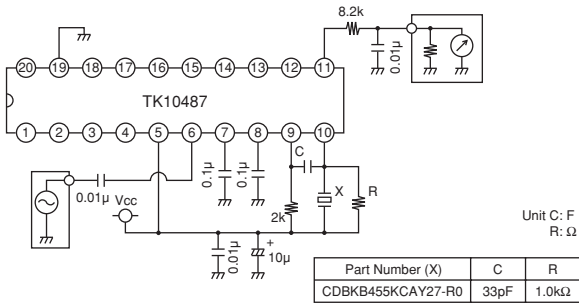 8.2k
0.01µ
20 19 18 17 16 15 14 13 12 11
TK10487
1 2 3 4 5 6 7 8 9 10
C
0.1µ
0.1µ
X
R
0.01µ
Vcc
2k
0.01µ
+
10µ
Unit C: F
R: Ω
Part Number (X) C R
CDBKB455KCAY27-R0 33pF 1.0kΩ